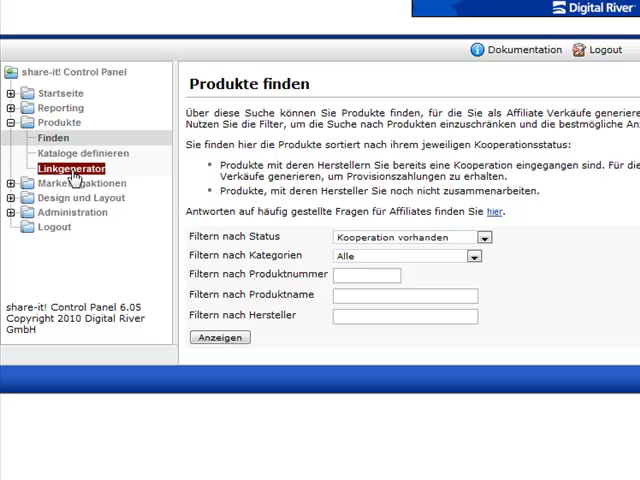 Digital River
Dokumentation Logout
share-it! Control Panel
Startseite
Reporting
Produkte
Finden
Kataloge definieren
Linkgenerator
Design und Layout
Administration
Logout
share-it! Control Panel 6.05
Copyright 2010 Digital River
GmbH
Produkte finden
Über diese Suche können Sie Produkte finden, für die Sie als Affiliate Verkäufe generiere
Nutzen Sie die Filter, um die Suche nach Produkten einzuschränken und die bestmögliche An
Sie finden hier die Produkte sortiert nach ihrem jeweiligen Kooperationsstatus:
Produkte mit deren Herstellern Sie bereits eine Kooperation eingegangen sind. Für d
Verkäufe generieren, um Provisionszahlungen zu erhalten.
Produkte, mit deren Hersteller Sie noch nicht zusammenarbeiten.
Antworten auf häufig gestellte Fragen für Affiliates finden Sie hier.
Filtern nach Status Kooperation vorhanden
Filtern nach Kategorien Alle
Filtern nach Produktnummer
Filtern nach Produktname
Filtern nach Hersteller
Anzeigen